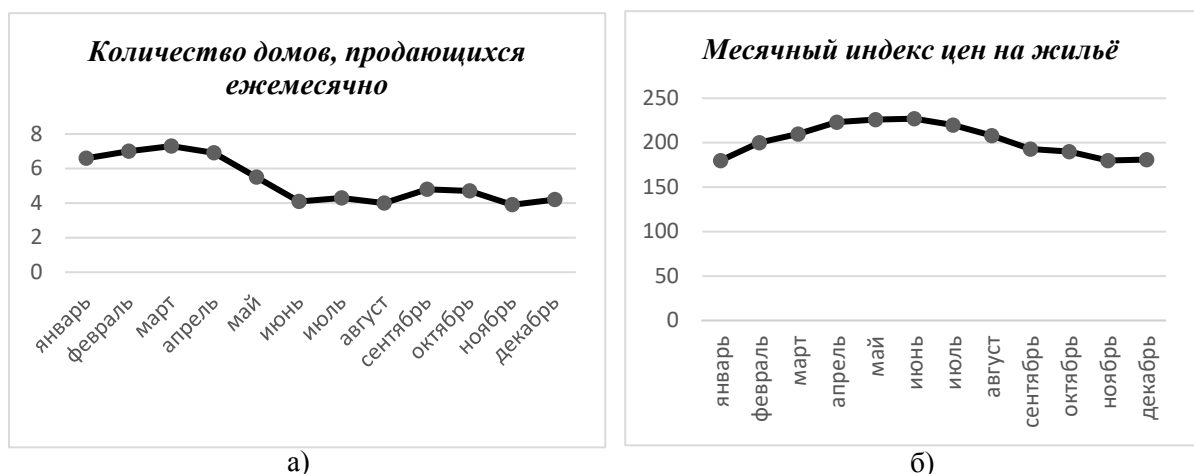 Количество домов, продающихся
ежемесячно
8
6
4
2
0
январь
февраль
март
апрель
май
июнь
июль
август
сентябрь
октябрь
ноябрь
декабрь
а)
Месячный индекс цен на жильё
250
200
150
100
50
0
январь
февраль
март
апрель
май
июнь
июль
август
сентябрь
октябрь
ноябрь
декабрь
б)